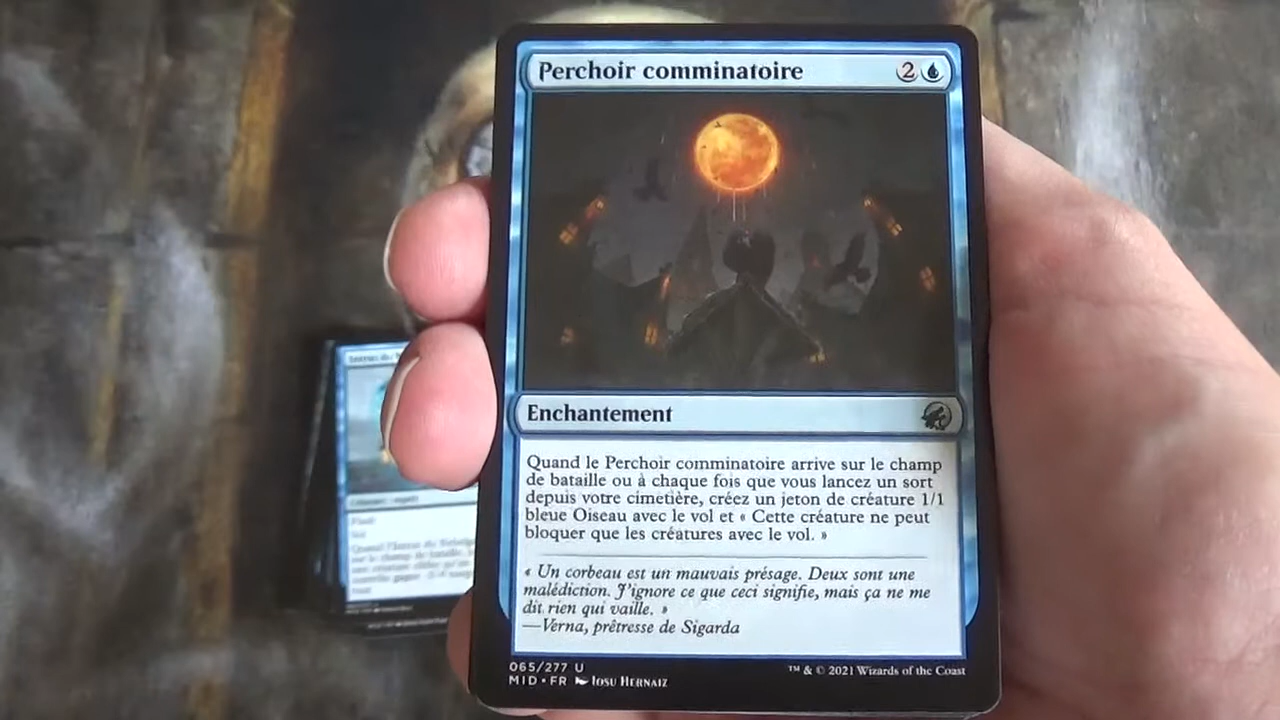 Perchoir comminatoire 2
Enchantement
Quand le Perchoir comminatoire arrive sur le champ
de bataille ou à chaque fois que vous lancez un sort
depuis votre cimetière, créez un jeton de créature 1/1
bleue Oiseau avec le vol et « Cette créature ne peut
bloquer que les créatures avec le vol. »
« Un corbeau est un mauvais présage. Deux sont une
malédiction. J'ignore ce que ceci signifie, mais ça ne me
dit rien qui vaille. »
—Verna, prêtresse de Sigarda
065/277 U
MID • FR Iosu Hernaiz
™ & © 2021 Wizards of the Coast
Flash
Vol